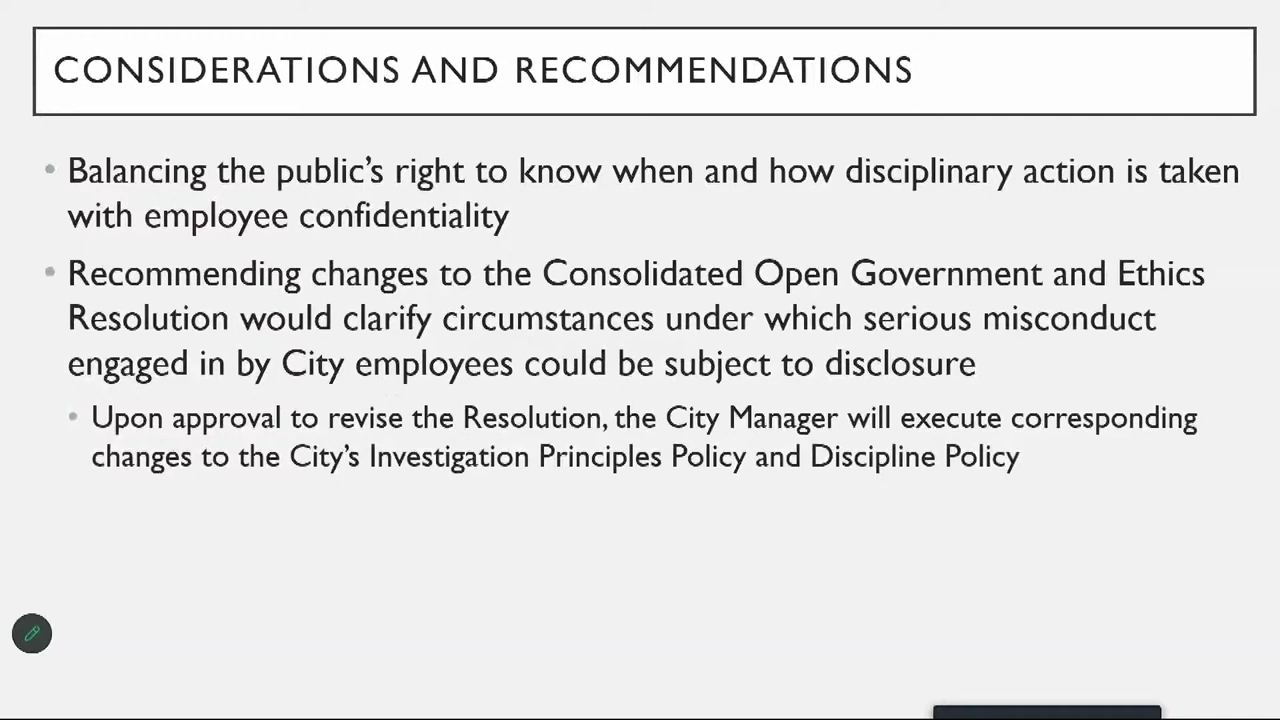 CONSIDERATIONS AND RECOMMENDATIONS
• Balancing the public's right to know when and how disciplinary action is taken
with employee confidentiality
• Recommending changes to the Consolidated Open Government and Ethics
Resolution would clarify circumstances under which serious misconduct
engaged in by City employees could be subject to disclosure
• Upon approval to revise the Resolution, the City Manager will execute corresponding
changes to the City's Investigation Principles Policy and Discipline Policy